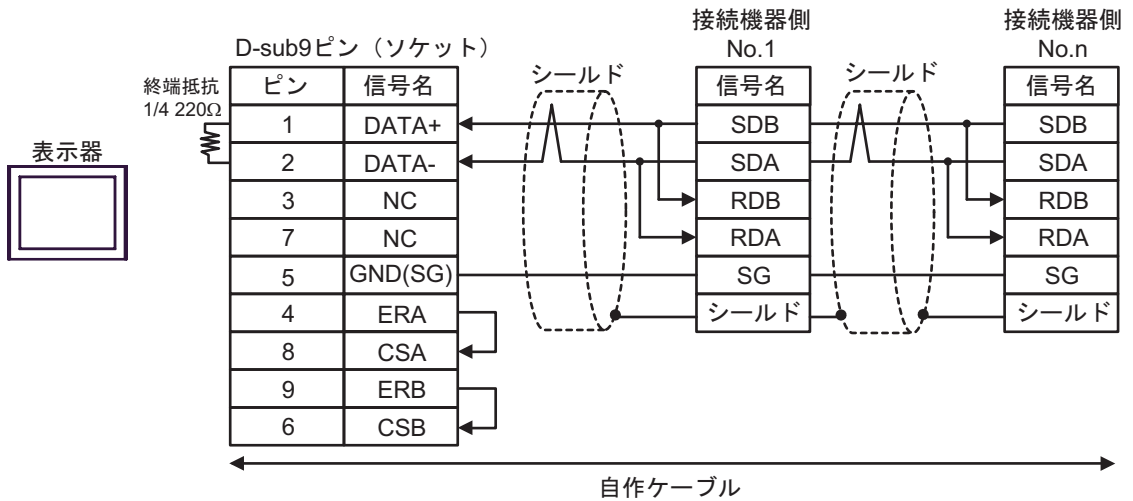 接続機器側
No.1
接続機器側
No.n
D-sub9ピン（ソケット）
終端抵抗
1/4 220Ω
表示器
シールド
シールド
ピン 信号名
1 DATA+
2 DATA-
3 NC
7 NC
5 GND(SG)
4 ERA
8 CSA
9 ERB
6 CSB
信号名
SDB
SDA
RDB
RDA
SG
シールド
信号名
SDB
SDA
RDB
RDA
SG
シールド
自作ケーブル